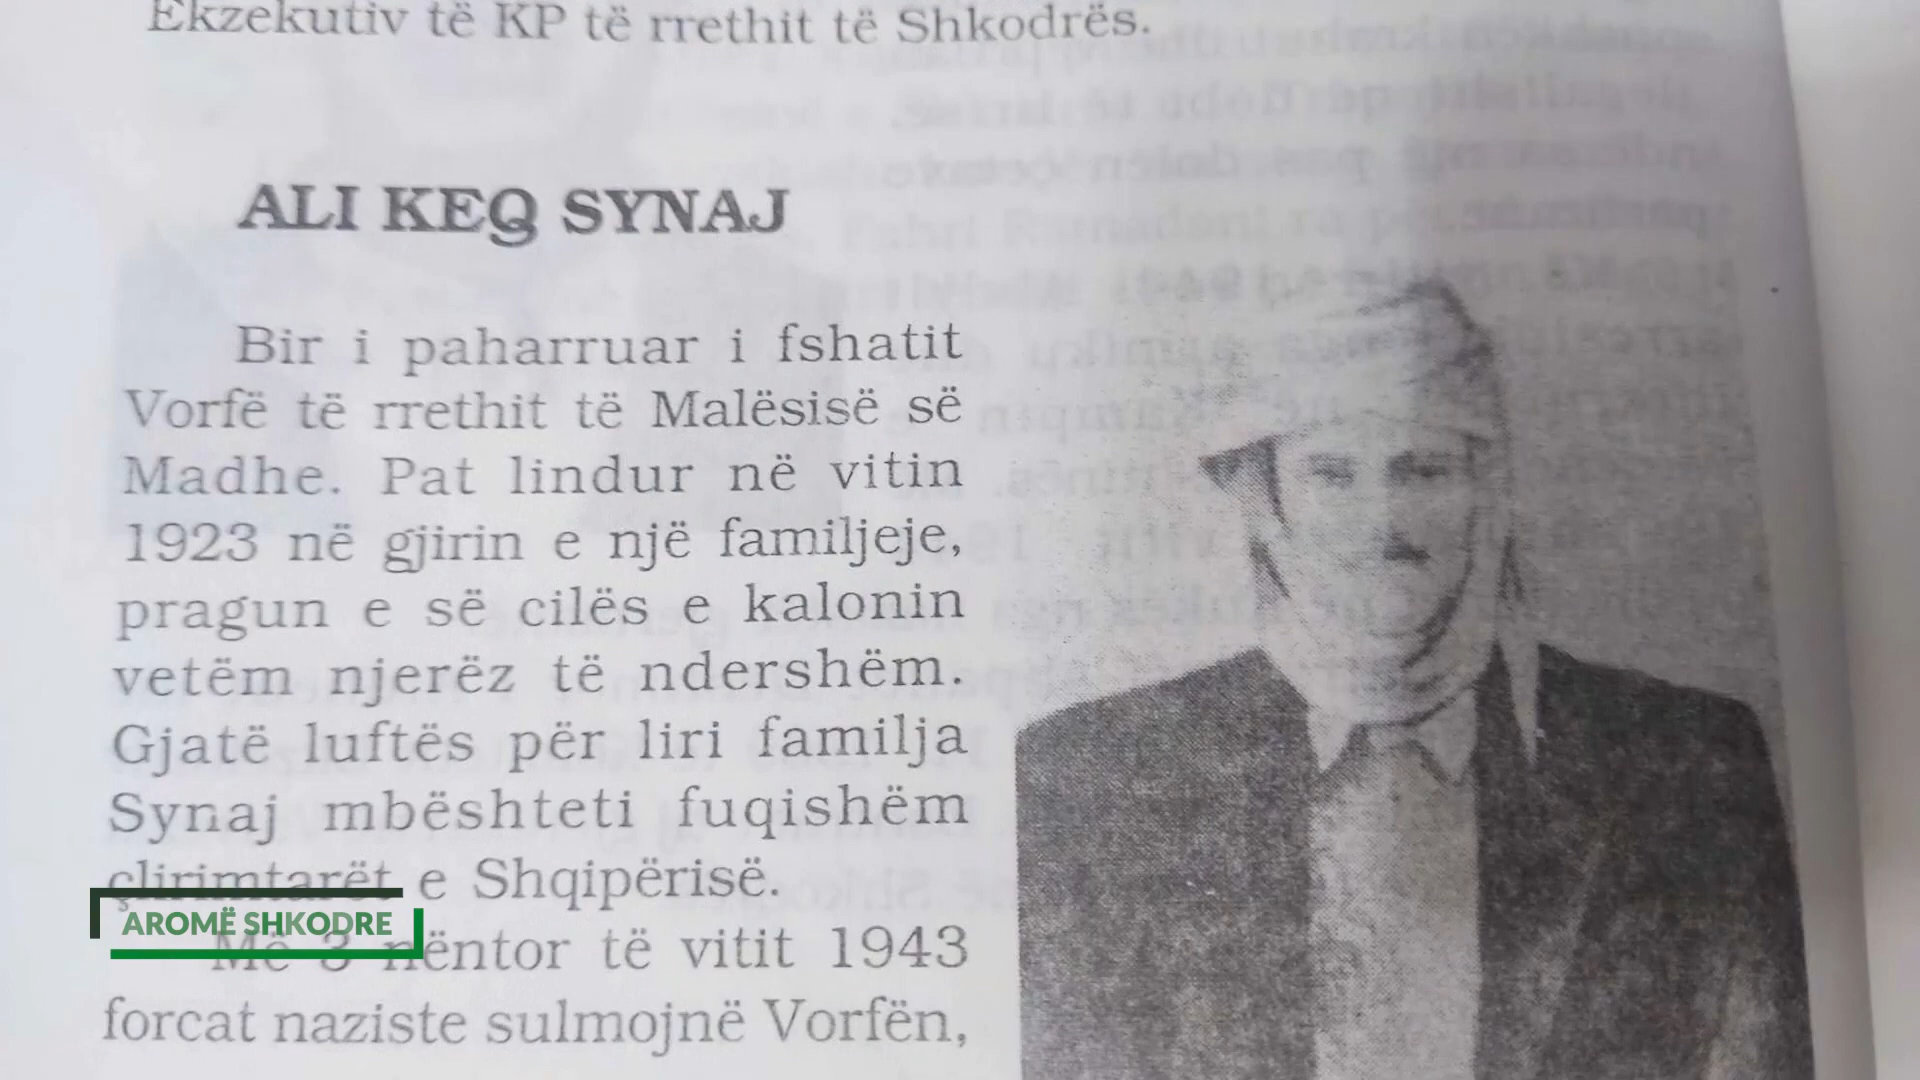 Ekzekutiv të KP të rrethit të Shkodrës.
ALI KEQ SYNAJ
Bir i paharruar i fshatit
Vorfë të rrethit të Malësisë së
Madhe. Pat lindur në vitin
1923 në gjirin e një familjeje,
pragun e së cilës e kalonin
vetëm njerëz të ndershëm.
Gjatë luftës për liri familja
Synaj mbështeti fuqishëm
çlirimtarët e Shqipërisë.
AROMË SHKODRE
Më 3 nëntor të vitit 1943
forcat naziste sulmojnë Vorfën,